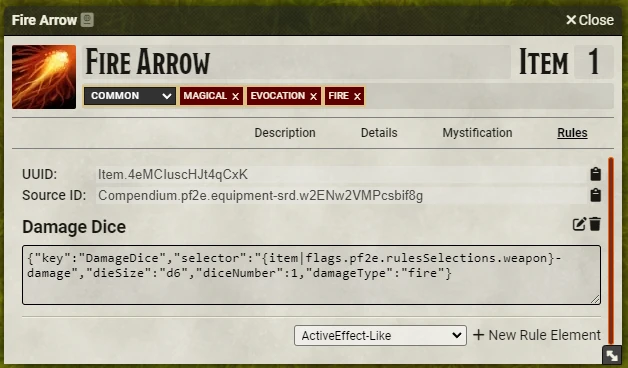 Fire Arrow Close
Fire Arrow Item 1
COMMON MAGICAL x EVOCATION x FIRE x
Description Details Mystification Rules
UUID: Item.4eMCIuscHJt4qCxK
Source ID: Compendium.pf2e.equipment-srd.w2ENw2VMPcsbif8g
Damage Dice
{"key":"DamageDice","selector":"{item|flags.pf2e.rulesSelections.weapon}-
damage","dieSize":"d6","diceNumber":1,"damageType":"fire"}
ActiveEffect-Like + New Rule Element